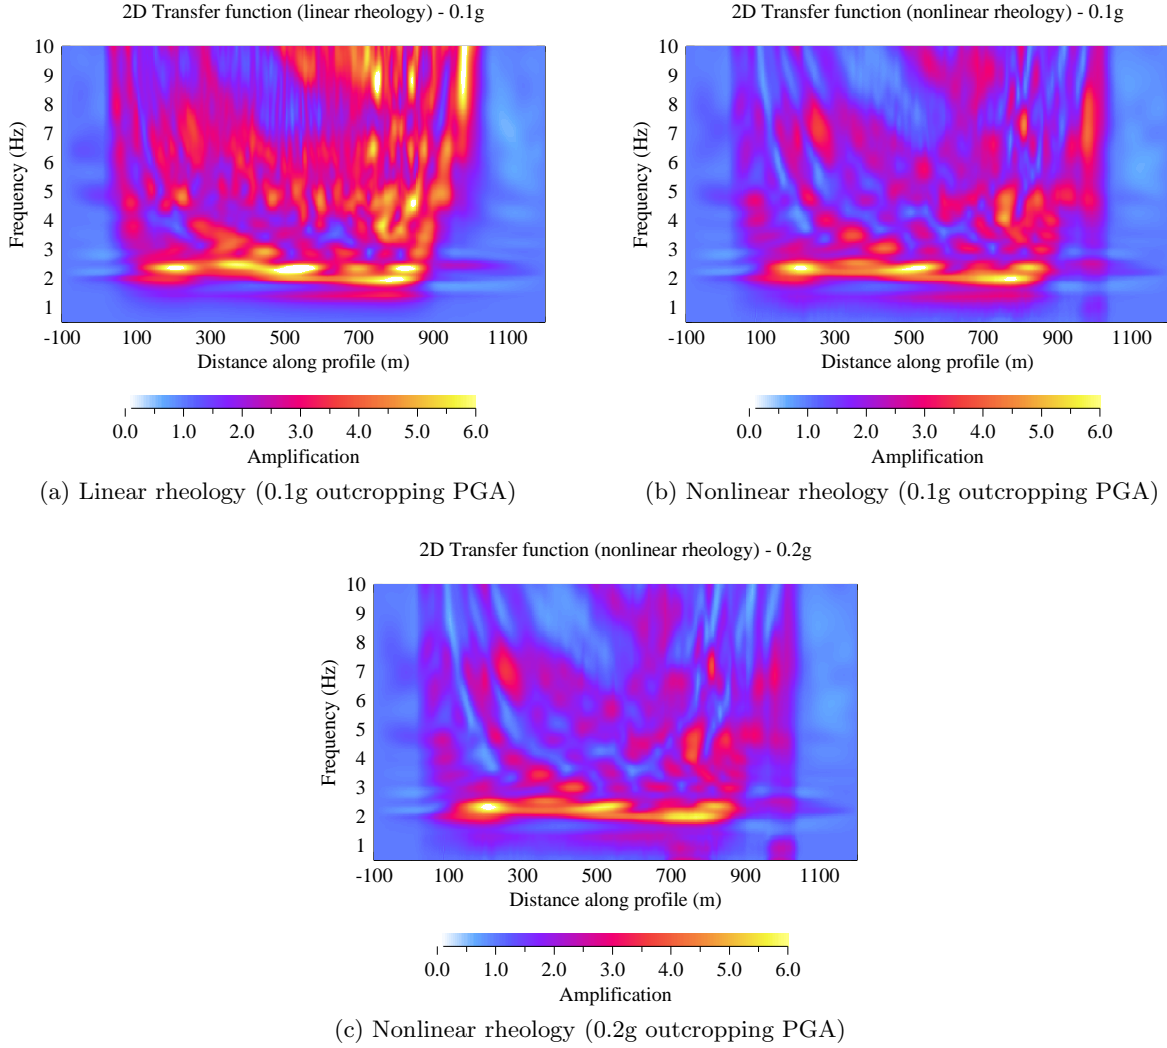 2D Transfer function (linear rheology) - 0.1g
10
9
8
7
6
5
4
3
2
1
Frequency (Hz)
-100 100 300 500 700 900 1100
Distance along profile (m)
0.0 1.0 2.0 3.0 4.0 5.0 6.0
Amplification
(a) Linear rheology (0.1g outcropping PGA)
2D Transfer function (nonlinear rheology) - 0.1g
10
9
8
7
6
5
4
3
2
1
Frequency (Hz)
-100 100 300 500 700 900 1100
Distance along profile (m)
0.0 1.0 2.0 3.0 4.0 5.0 6.0
Amplification
(b) Nonlinear rheology (0.1g outcropping PGA)
2D Transfer function (nonlinear rheology) - 0.2g
10
9
8
7
6
5
4
3
2
1
Frequency (Hz)
-100 100 300 500 700 900 1100
Distance along profile (m)
0.0 1.0 2.0 3.0 4.0 5.0 6.0
Amplification
(c) Nonlinear rheology (0.2g outcropping PGA)